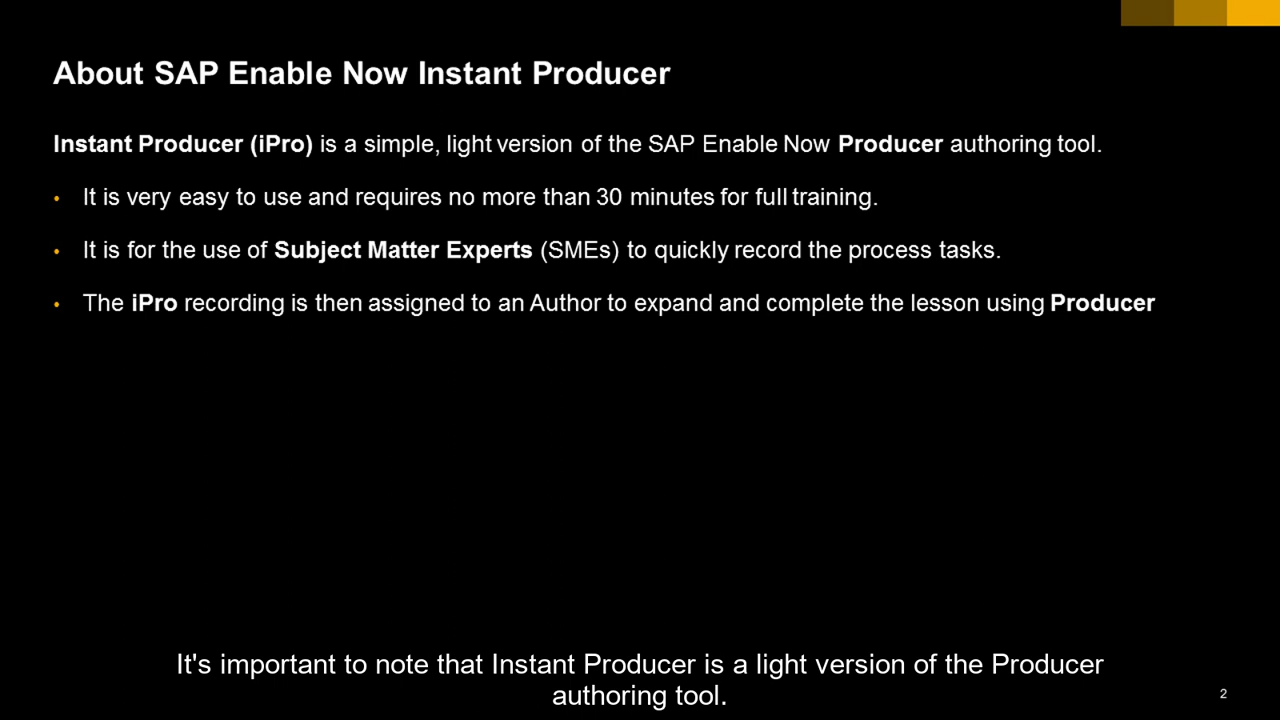 About SAP Enable Now Instant Producer
Instant Producer (iPro) is a simple, light version of the SAP Enable Now Producer authoring tool.
• It is very easy to use and requires no more than 30 minutes for full training.
• It is for the use of Subject Matter Experts (SMEs) to quickly record the process tasks.
• The iPro recording is then assigned to an Author to expand and complete the lesson using Producer
It's important to note that Instant Producer is a light version of the Producer
authoring tool.
2